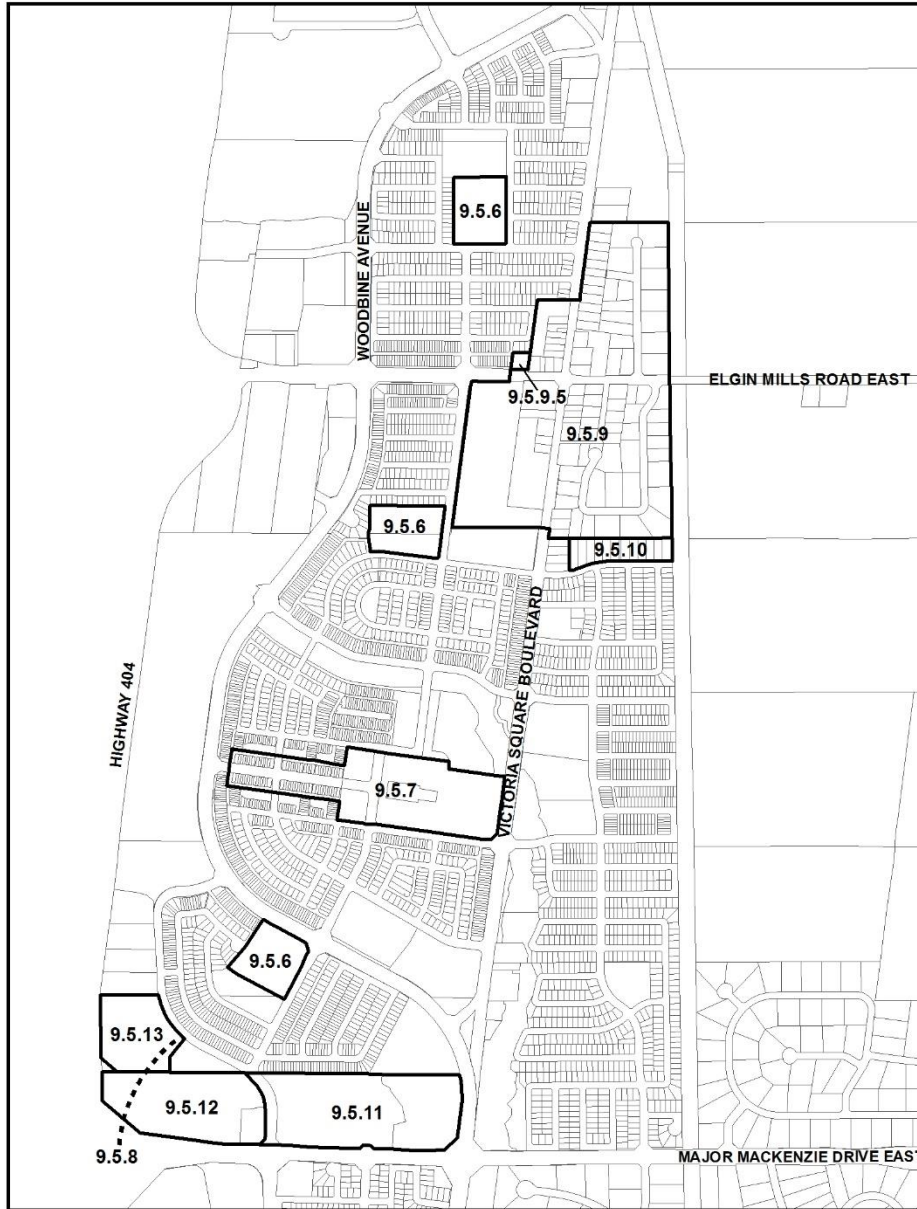 9.5.6
WOODBINE AVENUE
ELGIN MILLS ROAD EAST
9.5.9.5
9.5.9
9.5.6
9.5.10
VICTORIA SQUARE BOULEVARD
HIGHWAY 404
9.5.7
9.5.6
9.5.13
9.5.12
9.5.11
9.5.8
MAJOR MACKENZIE DRIVE EAST